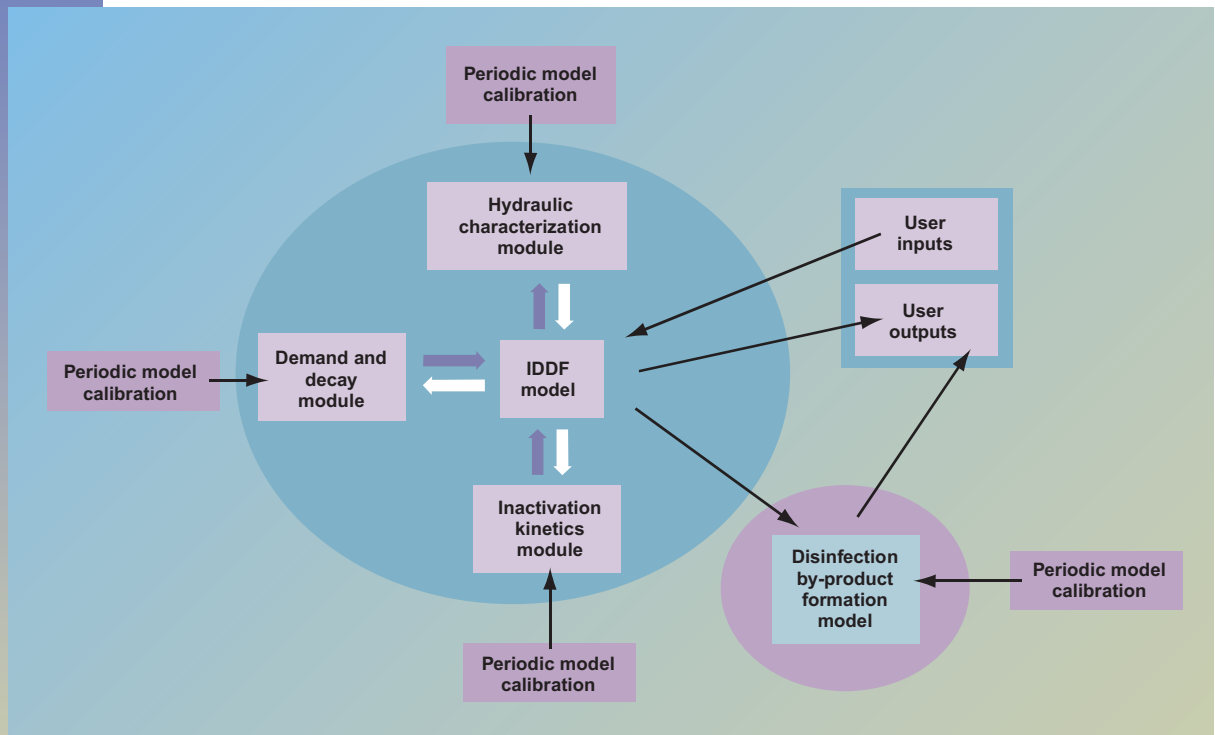 Periodic model
calibration
Hydraulic
characterization
module
User
inputs
User
outputs
Periodic model
calibration
Demand and
decay
module
IDDF
model
Inactivation
kinetics
module
Disinfection
by-product
formation
model
Periodic model
calibration
Periodic model
calibration